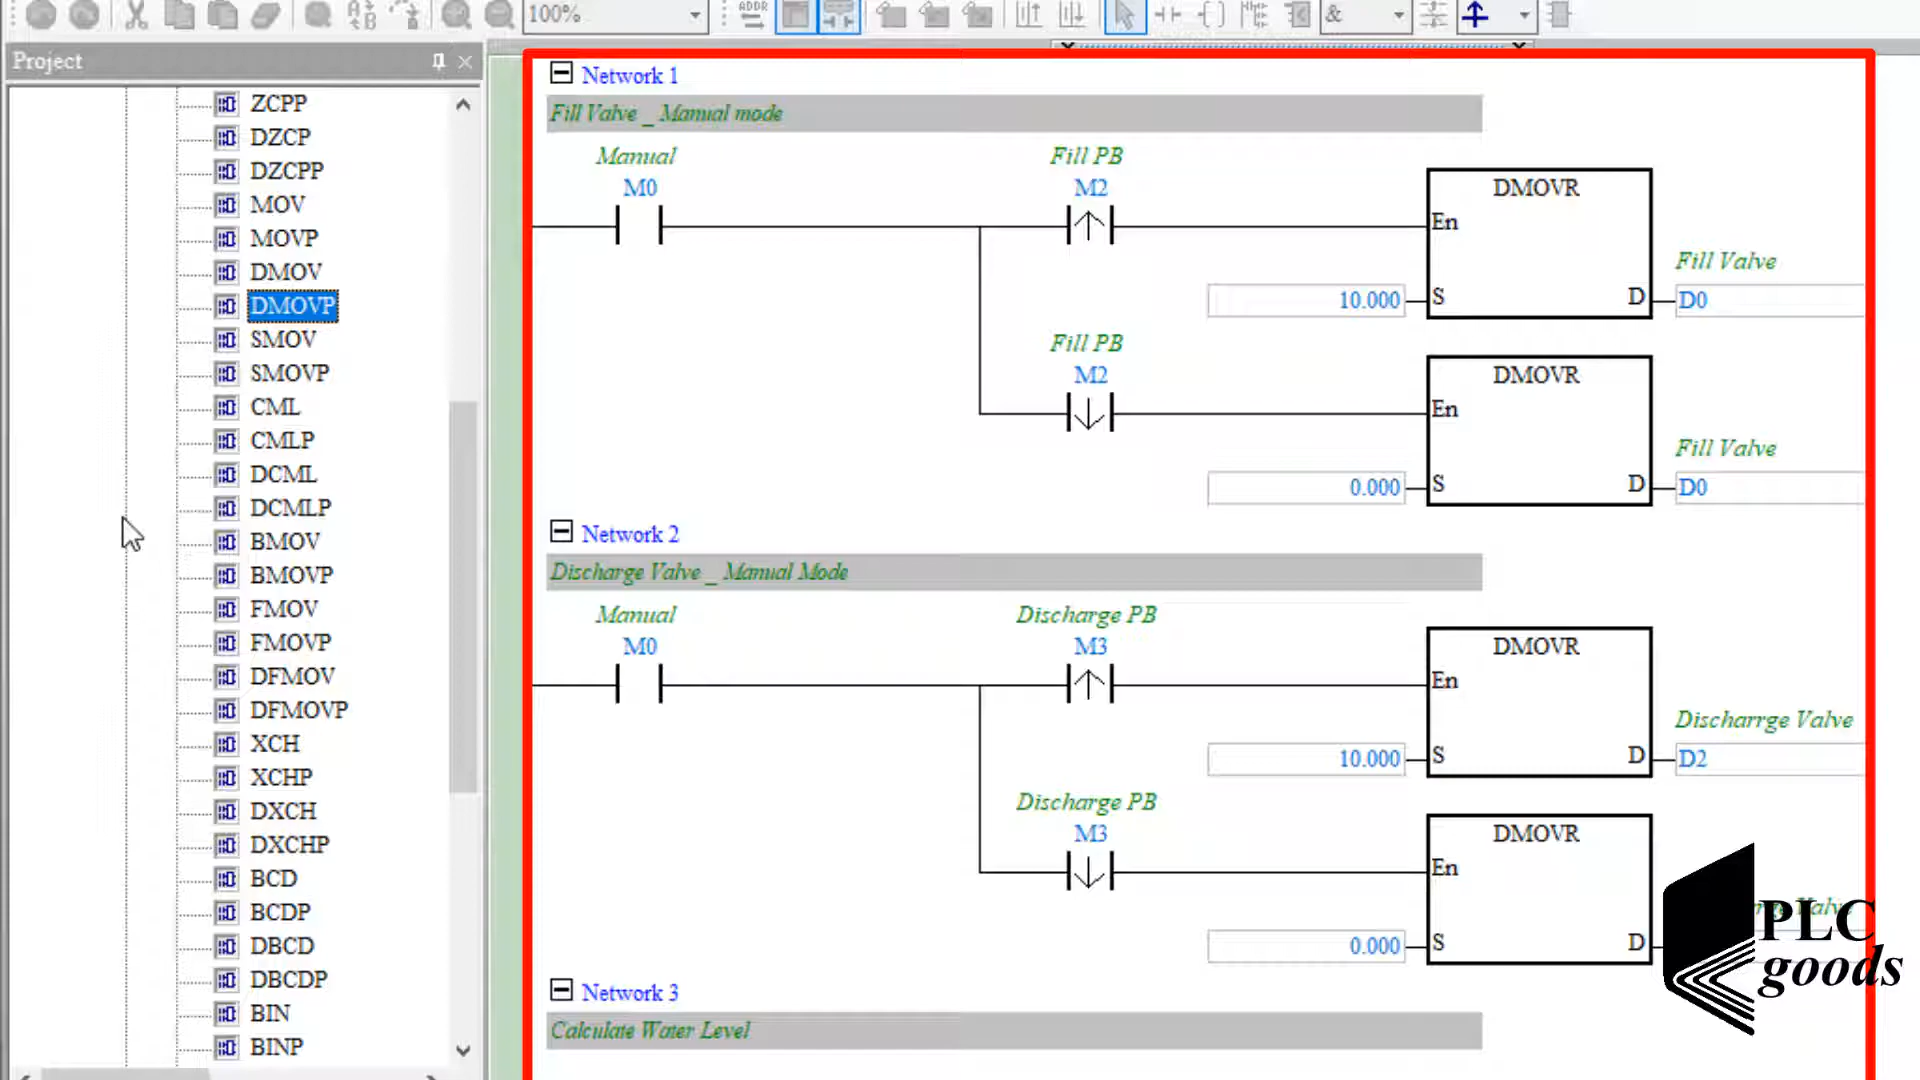 100%
ADDR
&
Project
ZCPP
DZCP
DZCPP
MOV
MOVP
DMOV
DMOVP
SMOV
SMOVP
CML
CMLP
DCML
DCMLP
BMOV
BMOVP
FMOV
FMOVP
DFMOV
DFMOVP
XCH
XCHP
DXCH
DXCHP
BCD
BCDP
DBCD
DBCDP
BIN
BINP
Network 1
Fill Valve _ Manual mode
Manual
M0
Fill PB
M2
DMOVR
En
10.000
S
D
Fill Valve
D0
Fill PB
M2
DMOVR
En
0.000
S
D
Fill Valve
D0
Network 2
Discharge Valve _ Manual Mode
Manual
M0
Discharge PB
M3
DMOVR
En
10.000
S
D
Discharrge Valve
D2
Discharge PB
M3
DMOVR
En
0.000
S
D
Valve
Network 3
Calculate Water Level
PLC
goods